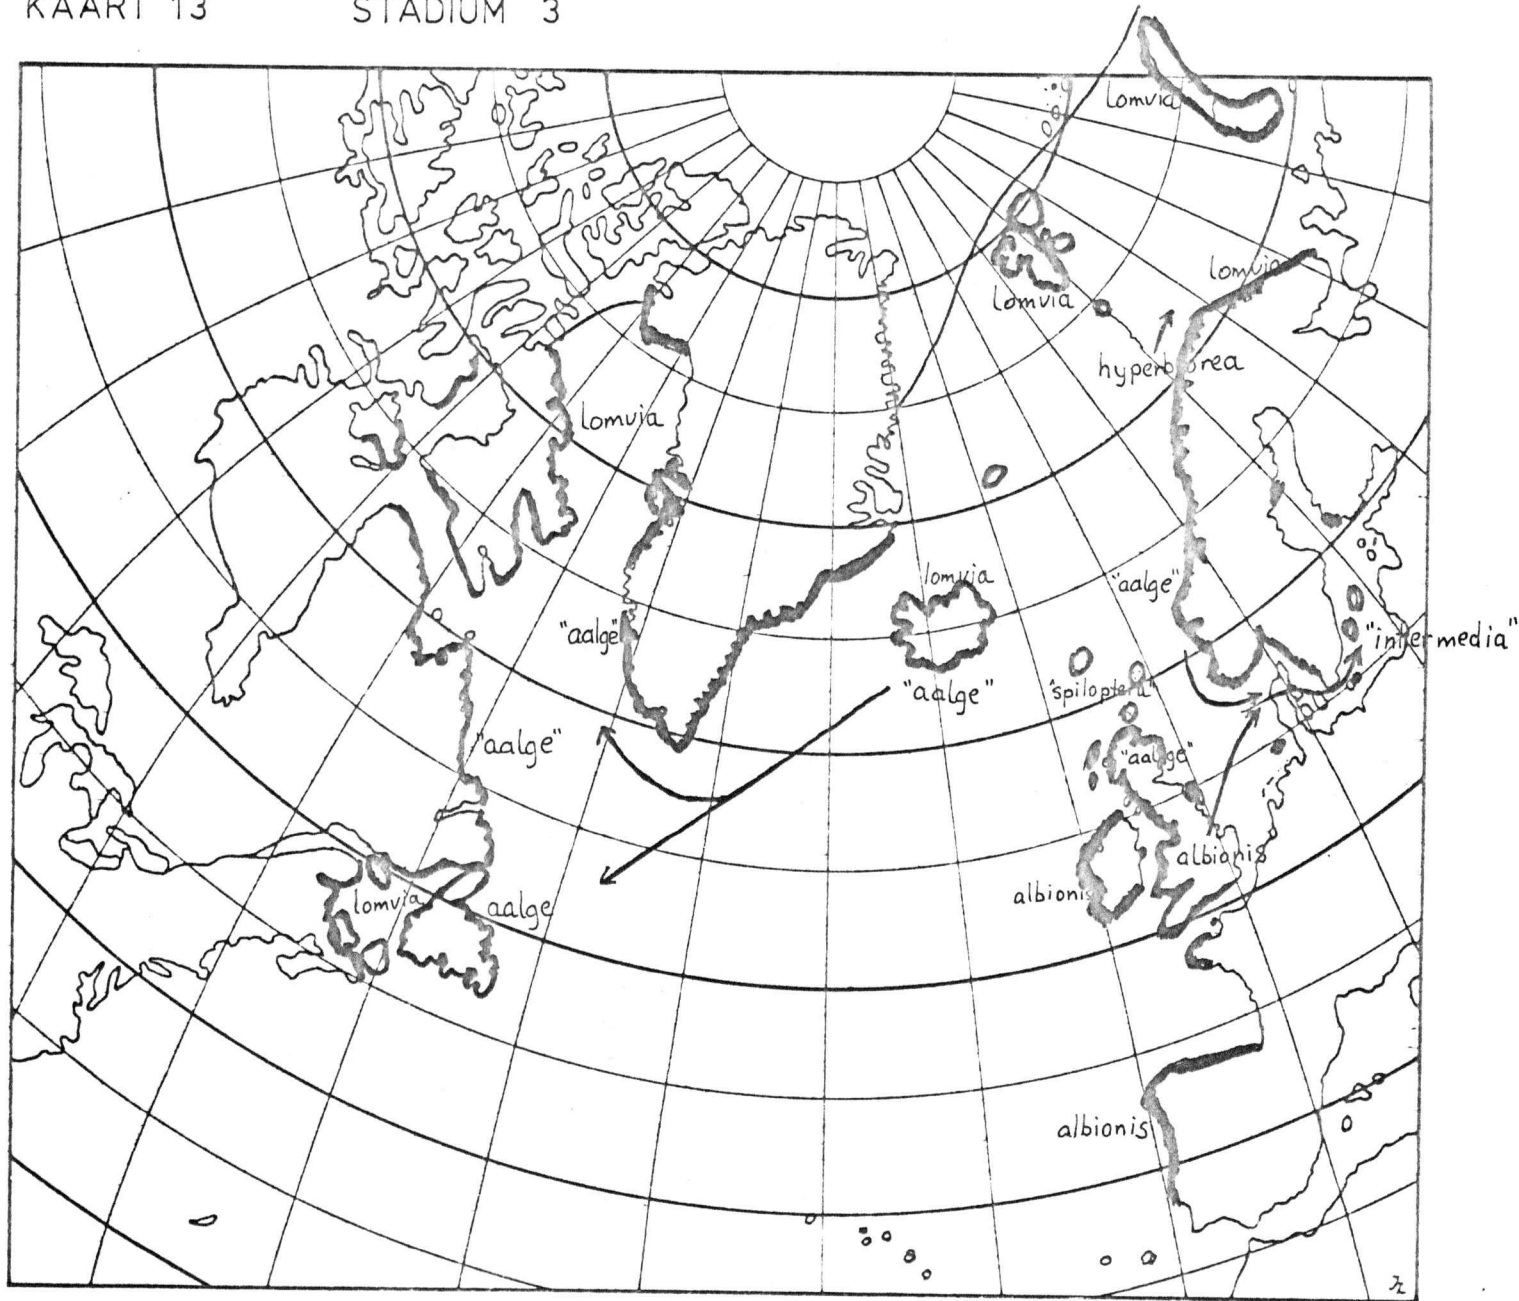 KAART 13 STADIUM 3
lomvia
lomvia
lomvia
hyperborea
lomvia
lomvia
"aalge"
"aalge"
"intermedia"
"aalge"
"spiloptera"
"aalge"
"aalge"
albionis
albionis
lomvia
aalge
albionis